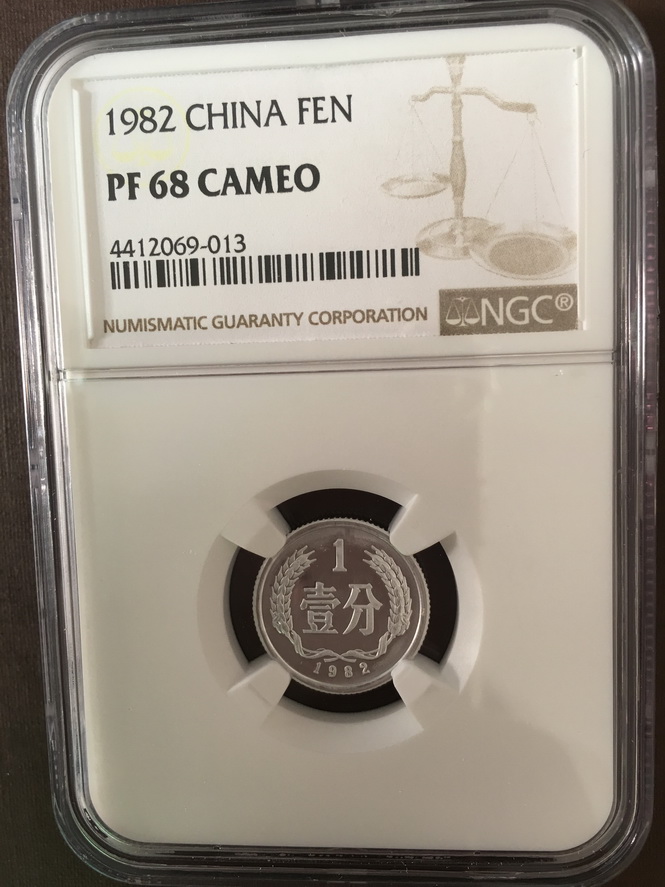 1982 CHINA FEN
PF 68 CAMEO
4412069-013
NUMISMATIC GUARANTY CORPORATION
NGC®
1
壹分
1982